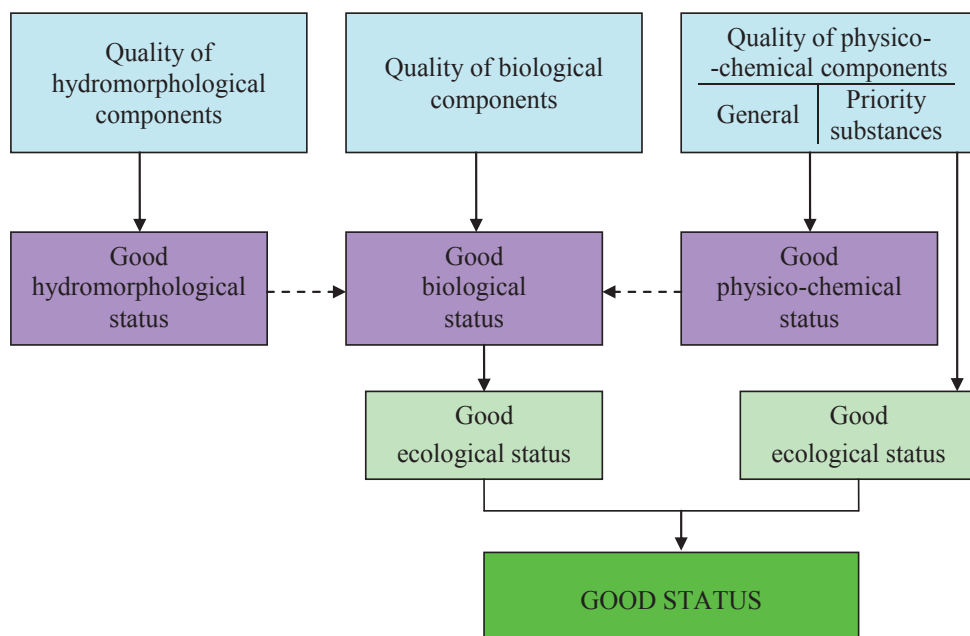 Quality of
hydromorphological
components
Quality of biological
components
Quality of physico-
-chemical components
General
Priority
substances
Good
hydromorphological
status
Good
biological
status
Good
physico-chemical
status
Good
ecological status
Good
ecological status
GOOD STATUS